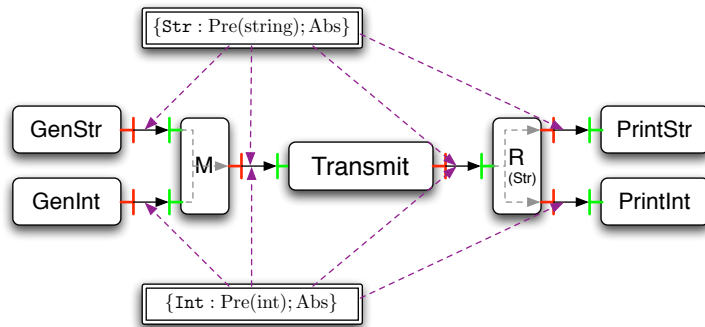 {Str : Pre(string); Abs}
GenStr
M
Transmit
R
(Str)
PrintStr
GenInt
PrintInt
{Int : Pre(int); Abs}